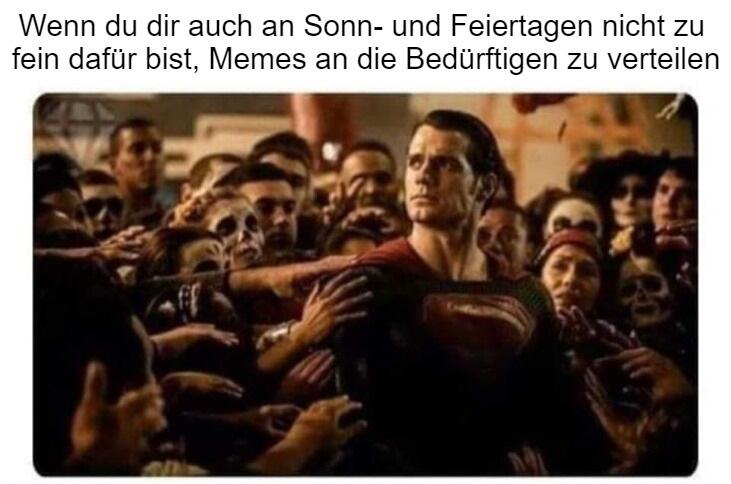 Wenn du dir auch an Sonn- und Feiertagen nicht zu
fein dafür bist, Memes an die Bedürftigen zu verteilen